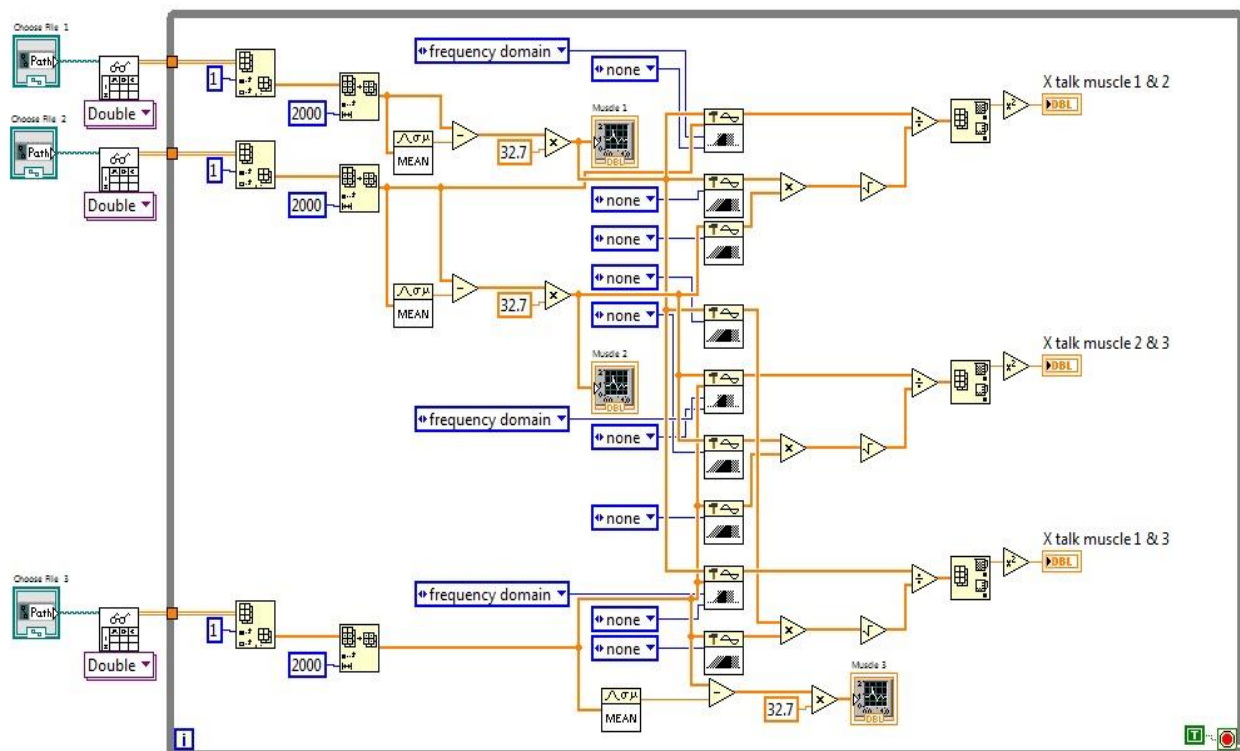 Choose File 1
Path
Double
1
2000
MEAN
32.7
frequency domain
none
Muscle 1
DBL
X talk muscle 1 & 2
DBL
Choose File 2
Path
Double
1
2000
MEAN
32.7
none
none
none
none
Muscle 2
DBL
frequency domain
none
none
X talk muscle 2 & 3
DBL
Choose File 3
Path
Double
1
2000
frequency domain
none
none
MEAN
32.7
Muscle 3
DBL
X talk muscle 1 & 3
DBL
i
T